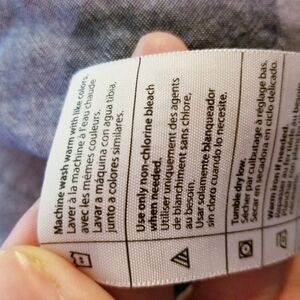 Machine wash warm with like colors.
Laver à la machine à l'eau chaude
avec les mêmes couleurs.
Lavar a máquina con agua tibia,
junto a colores similares.
Use only non-chlorine bleach
when needed.
Utiliser uniquement des agents
de blanchiment sans chlore,
au besoin.
Usar solamente blanqueador
sin cloro cuando lo necesite.
Tumble dry low.
Sécher par culbutage à réglage bas.
Secar en secadora en ciclo delicado.
Warm iron if